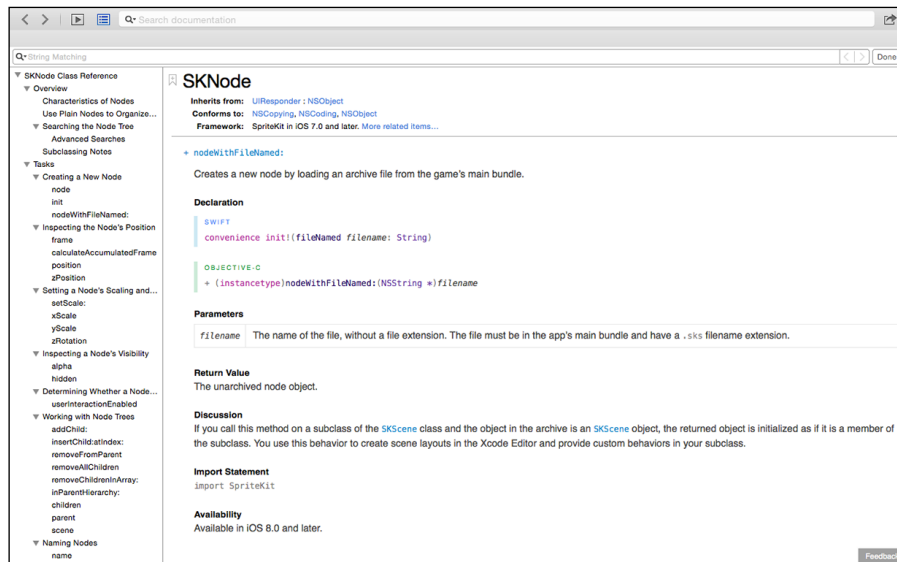 Search documentation
String Matching
Done
SKNode Class Reference
Overview
Characteristics of Nodes
Use Plain Nodes to Organize...
Searching the Node Tree
Advanced Searches
Subclassing Notes
Tasks
Creating a New Node
node
init
nodeWithFileNamed:
Inspecting the Node's Position
frame
calculateAccumulatedFrame
position
zPosition
Setting a Node's Scaling and...
setScale:
xScale
yScale
zRotation
Inspecting a Node's Visibility
alpha
hidden
Determining Whether a Node...
userInteractionEnabled
Working with Node Trees
addChild:
insertChild:atIndex:
removeFromParent
removeAllChildren
removeChildrenInArray:
inParentHierarchy:
children
parent
scene
Naming Nodes
name
SKNode
Inherits from: UIResponder : NSObject
Conforms to: NSCopying, NSCoding, NSObject
Framework: SpriteKit in iOS 7.0 and later. More related items...
+ nodeWithFileNamed:
Creates a new node by loading an archive file from the game's main bundle.
Declaration
SWIFT
convenience init!(fileNamed filename: String)
OBJECTIVE-C
+ (instancetype)nodeWithFileNamed:(NSString *)filename
Parameters
filename The name of the file, without a file extension. The file must be in the app's main bundle and have a .sks filename extension.
Return Value
The unarchived node object.
Discussion
If you call this method on a subclass of the SKScene class and the object in the archive is an SKScene object, the returned object is initialized as if it is a member of
the subclass. You use this behavior to create scene layouts in the Xcode Editor and provide custom behaviors in your subclass.
Import Statement
import SpriteKit
Availability
Available in iOS 8.0 and later.
Feedback